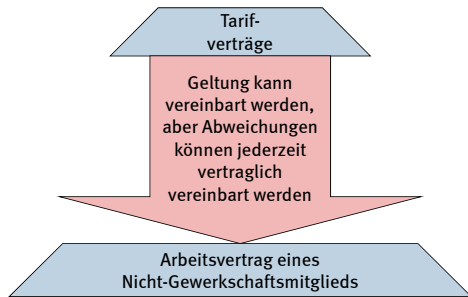 Tarif-
verträge
Geltung kann
vereinbart werden,
aber Abweichungen
können jederzeit
vertraglich
vereinbart werden
Arbeitsvertrag eines
Nicht-Gewerkschaftsmitglieds